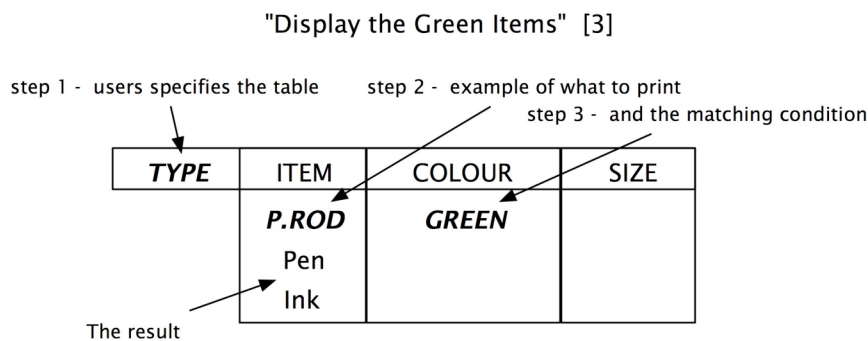 "Display the Green Items" [3]
step 1 - users specifies the table
step 2 - example of what to print
step 3 - and the matching condition
TYPE ITEM COLOUR SIZE
P.ROD GREEN
Pen
Ink
The result